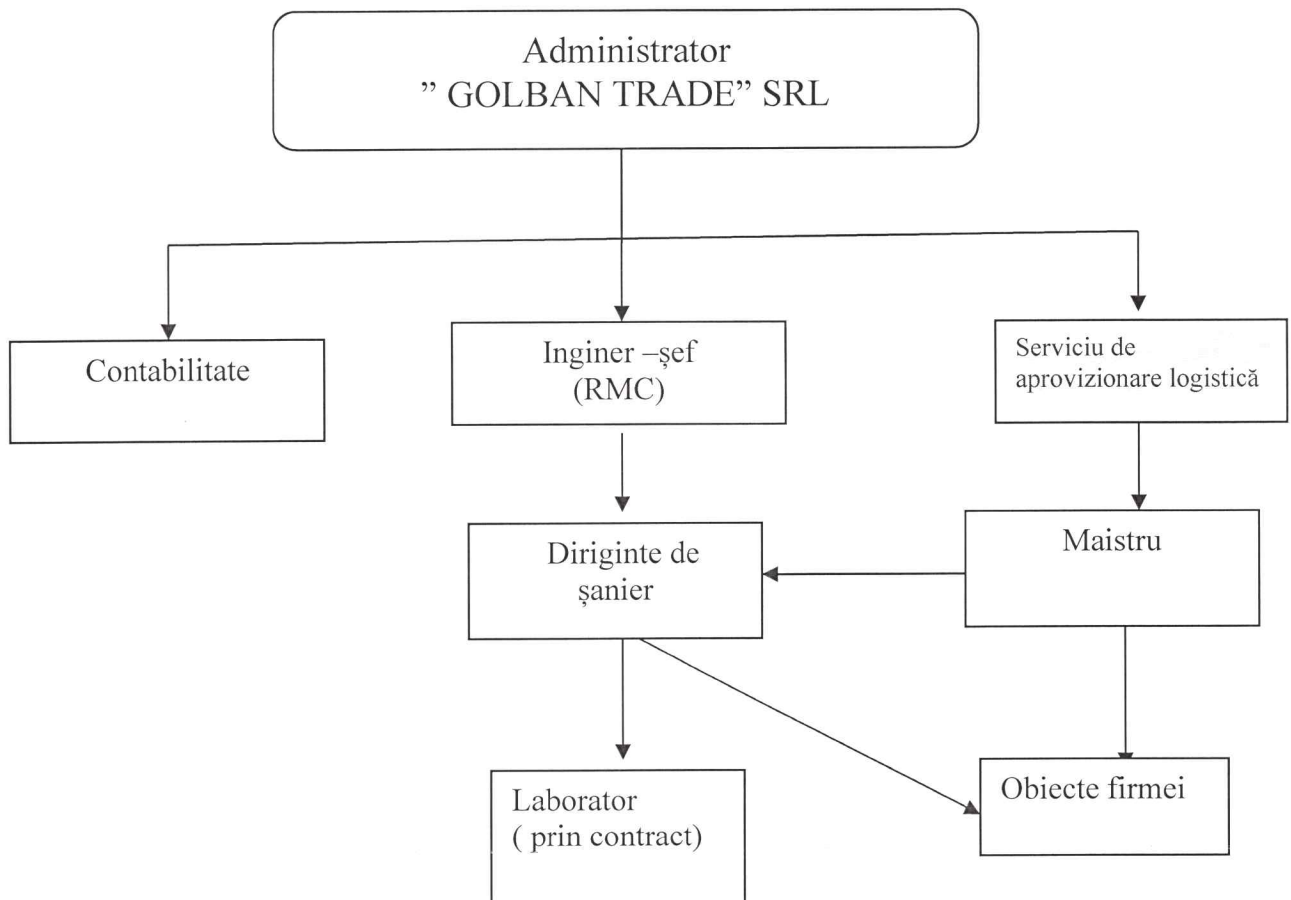 Administrator
” GOLBAN TRADE” SRL
Contabilitate
Inginer –șef
(RMC)
Serviciu de
aprovizionare logistică
Diriginte de
șanier
Maistru
Laborator
( prin contract)
Obiecte firmei